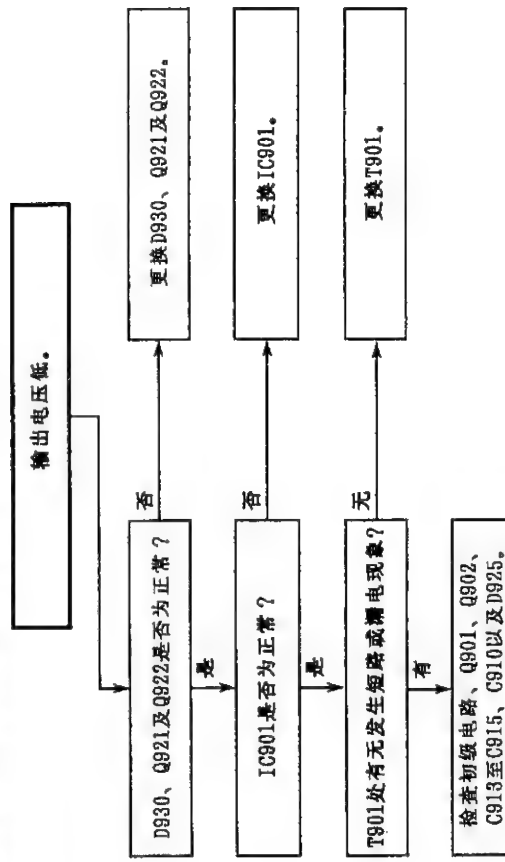 输出电压低。
D930、Q921及Q922是否为正常？
否
更换D930、Q921及Q922。
是
IC901是否为正常？
否
更换IC901。
是
T901处有无发生短路或漏电现象？
无
更换T901。
有
检查初级电路、Q901、Q902、
C913至C915、C910以及D925。